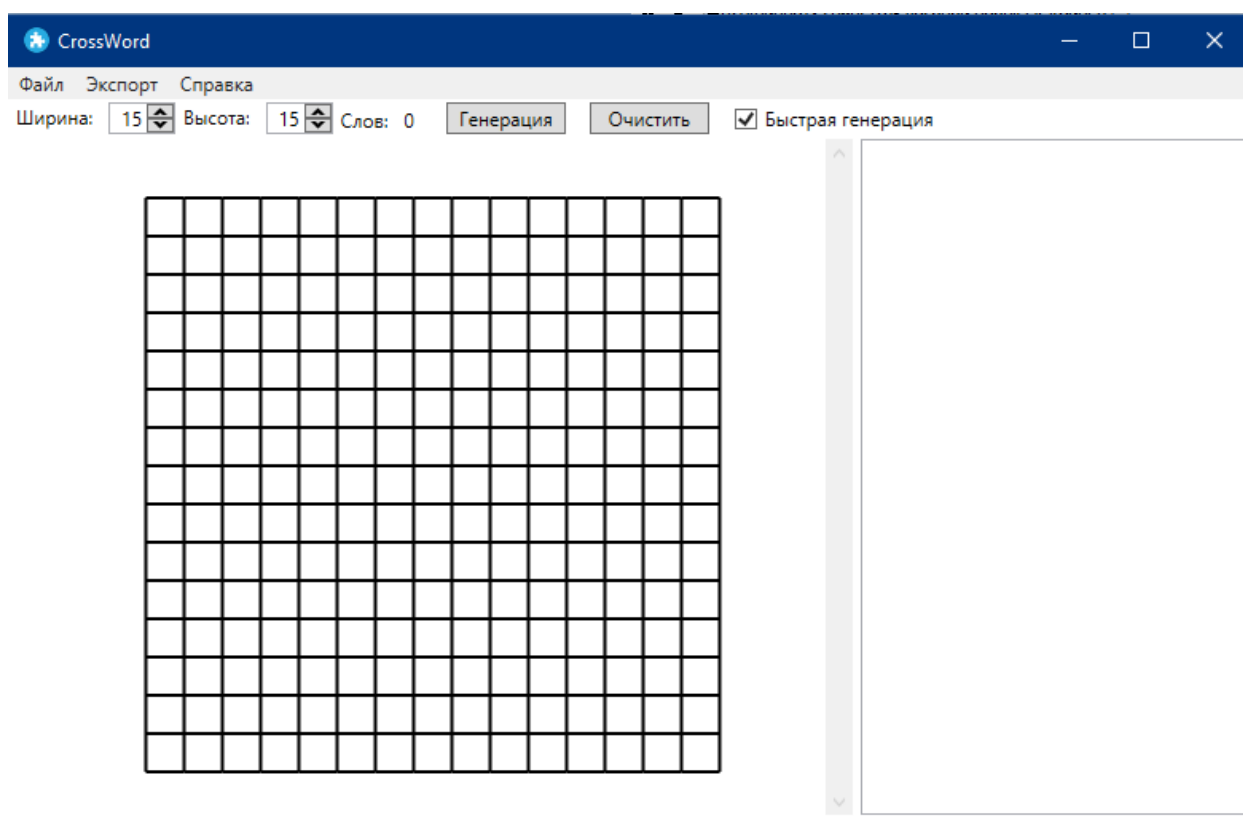 CrossWord
Файл Экспорт Справка
Ширина: 15 Высота: 15 Слов: 0 Генерация Очистить Быстрая генерация